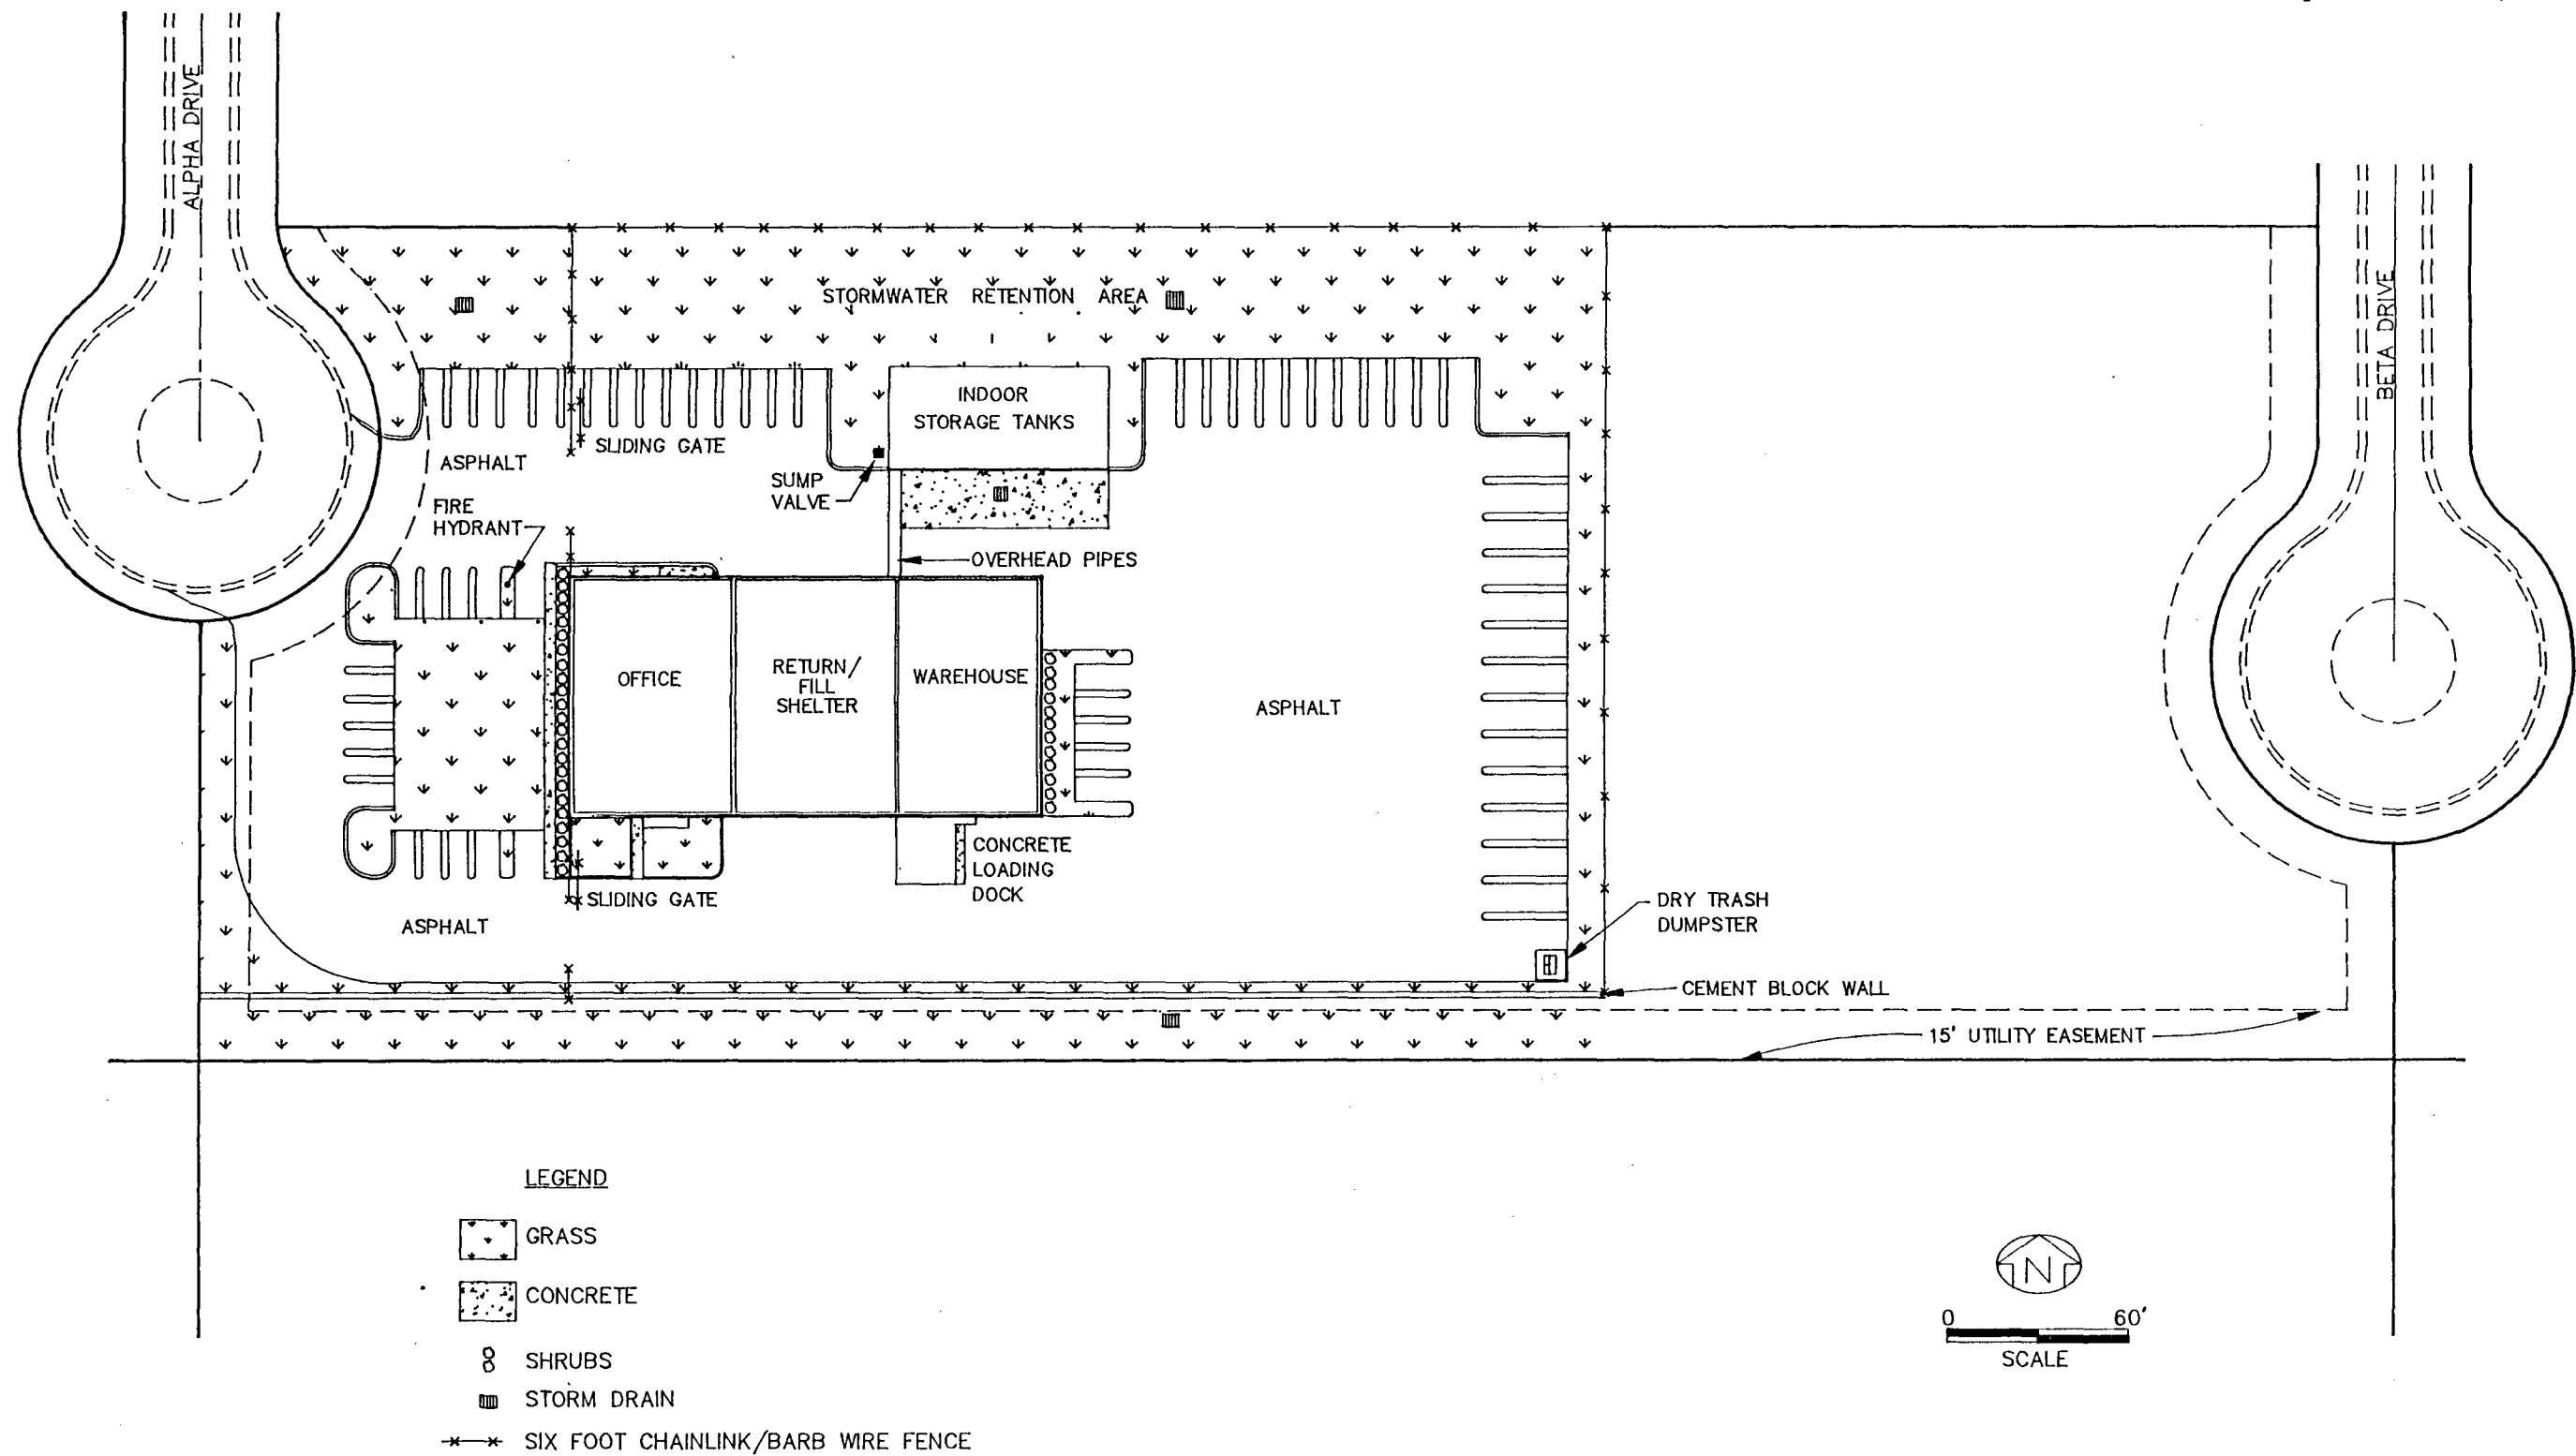 ALPHA DRIVE
BETA DRIVE
STORMWATER RETENTION AREA
INDOOR
STORAGE TANKS
SLIDING GATE
ASPHALT
SUMP
VALVE
FIRE
HYDRANT
OVERHEAD PIPES
OFFICE
RETURN/
FILL
SHELTER
WAREHOUSE
ASPHALT
CONCRETE
LOADING
DOCK
SLIDING GATE
ASPHALT
DRY TRASH
DUMPSTER
CEMENT BLOCK WALL
15' UTILITY EASEMENT
LEGEND
GRASS
CONCRETE
SHRUBS
STORM DRAIN
SIX FOOT CHAINLINK/BARB WIRE FENCE
N
0 60'
SCALE